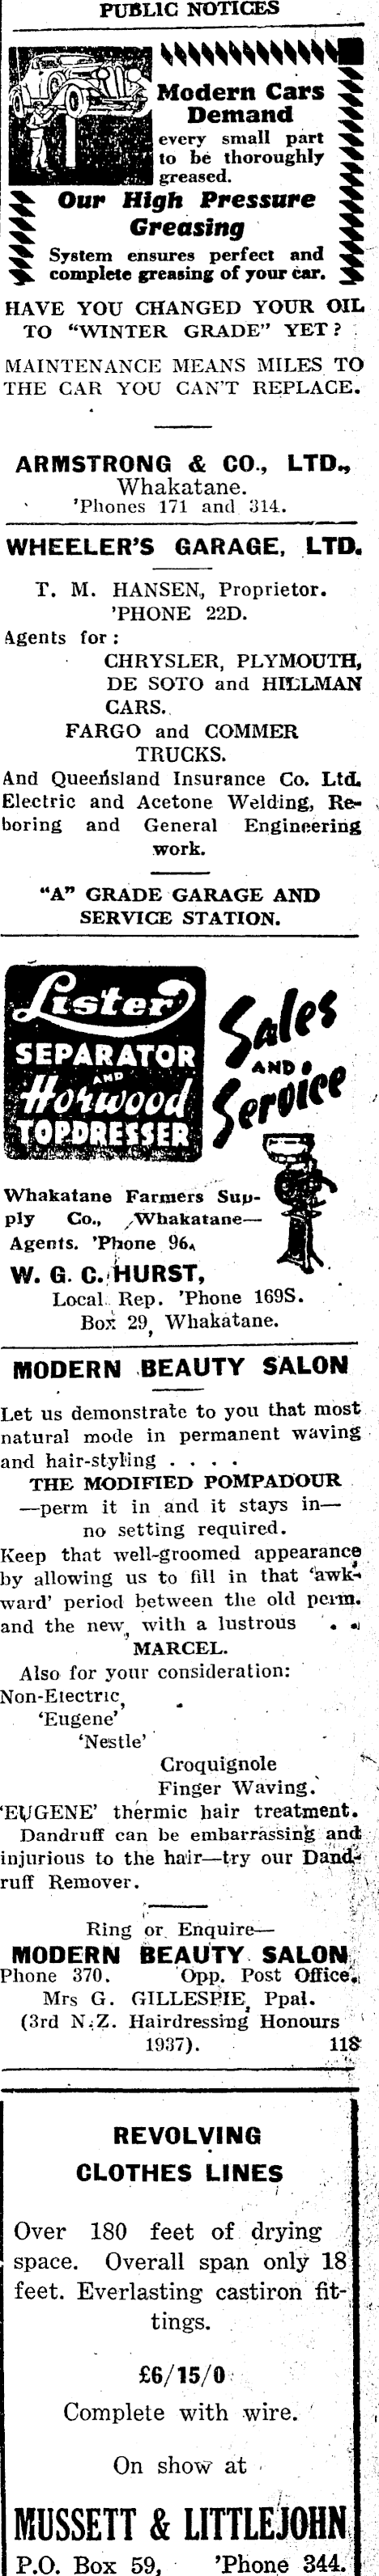 PUBLIC NOTICES
Modern Cars
Demand
every small part
to be thoroughly
greased.
Our High Pressure
Greasing
System ensures perfect and
complete greasing of your car.
HAVE YOU CHANGED YOUR OIL
TO “WINTER GRADE” YET?
MAINTENANCE MEANS MILES TO
THE CAR YOU CAN'T REPLACE.
ARMSTRONG & CO., LTD.,
Whakatane.
'Phones 171 and 314.
WHEELER'S GARAGE, LTD.
T. M. HANSEN, Proprietor.
'PHONE 22D.
Agents for:
CHRYSLER, PLYMOUTH,
DE SOTO and HILLMAN
CARS.
FARGO and COMMER
TRUCKS.
And Queensland Insurance Co. Ltd.
Electric and Acetone Welding, Re-
boring and General Engineering
work.
“A” GRADE GARAGE AND
SERVICE STATION.
Lister
SEPARATOR
AND
Horwood
TOPDRESSER
Sales
AND
Service
Whakatane Farmers Sup-
ply Co., Whakatane—
Agents. 'Phone 96.
W. G. C. HURST,
Local Rep. 'Phone 169S.
Box 29, Whakatane.
MODERN BEAUTY SALON
Let us demonstrate to you that most
natural mode in permanent waving
and hair-styling . . . .
THE MODIFIED POMPADOUR
—perm it in and it stays in—
no setting required.
Keep that well-groomed appearance
by allowing us to fill in that 'awk-
ward' period between the old perm.
and the new, with a lustrous . .
MARCEL.
Also for your consideration:
Non-Electric,
'Eugene'
'Nestle'
Croquignole
Finger Waving.
'EUGENE' thermic hair treatment.
Dandruff can be embarrassing and
injurious to the hair—try our Dand-
ruff Remover.
Ring or Enquire—
MODERN BEAUTY SALON
Phone 370. Opp. Post Office.
Mrs G. GILLESPIE, Ppal.
(3rd N.Z. Hairdressing Honours
1937). 118
REVOLVING
CLOTHES LINES
Over 180 feet of drying
space. Overall span only 18
feet. Everlasting castiron fit-
tings.
£6/15/0
Complete with wire.
On show at
MUSSETT & LITTLEJOHN
P.O. Box 59, 'Phone 344.